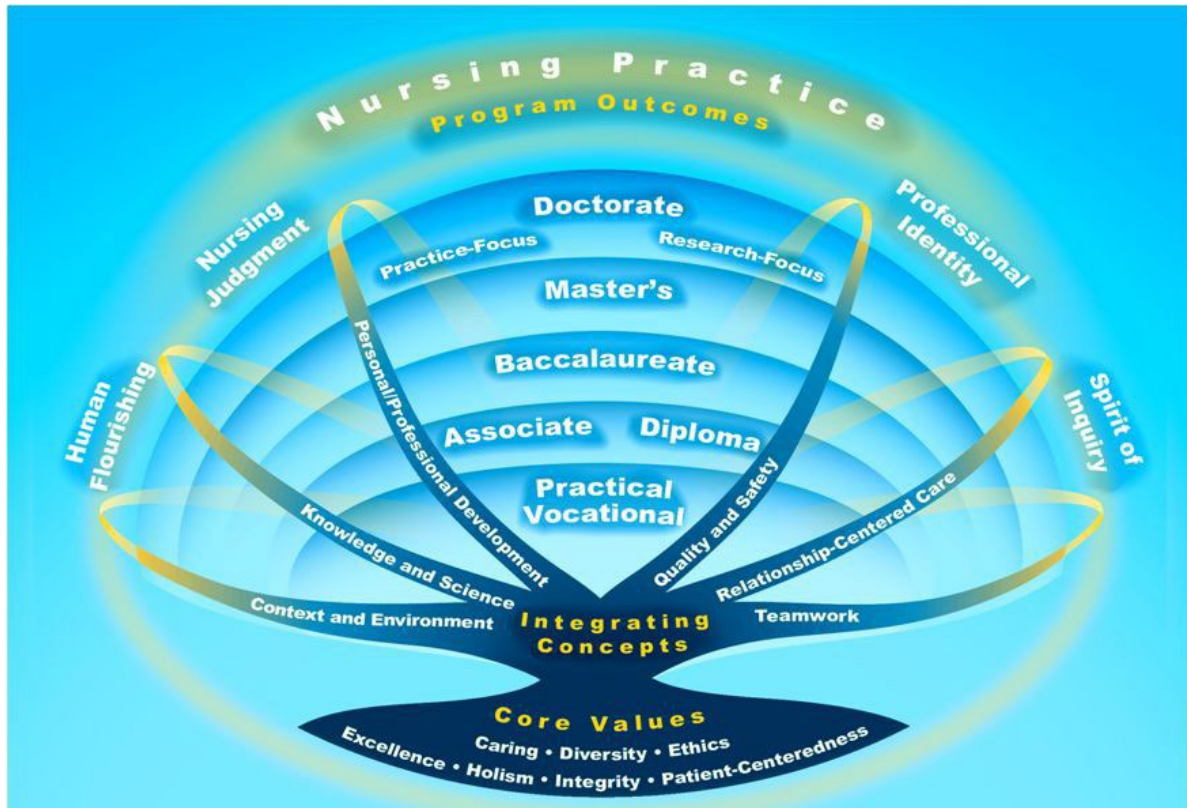 Nursing Practice
Program Outcomes
Nursing
Judgment
Professional
Identity
Human
Flourishing
Spirit of
Inquiry
Doctorate
Practice-Focus
Research-Focus
Master's
Baccalaureate
Associate
Diploma
Practical
Vocational
Personal/Professional Development
Quality and Safety
Knowledge and Science
Relationship-Centered Care
Context and Environment
Teamwork
Integrating
Concepts
Core Values
Caring • Diversity • Ethics
Excellence • Holism • Integrity • Patient-Centeredness